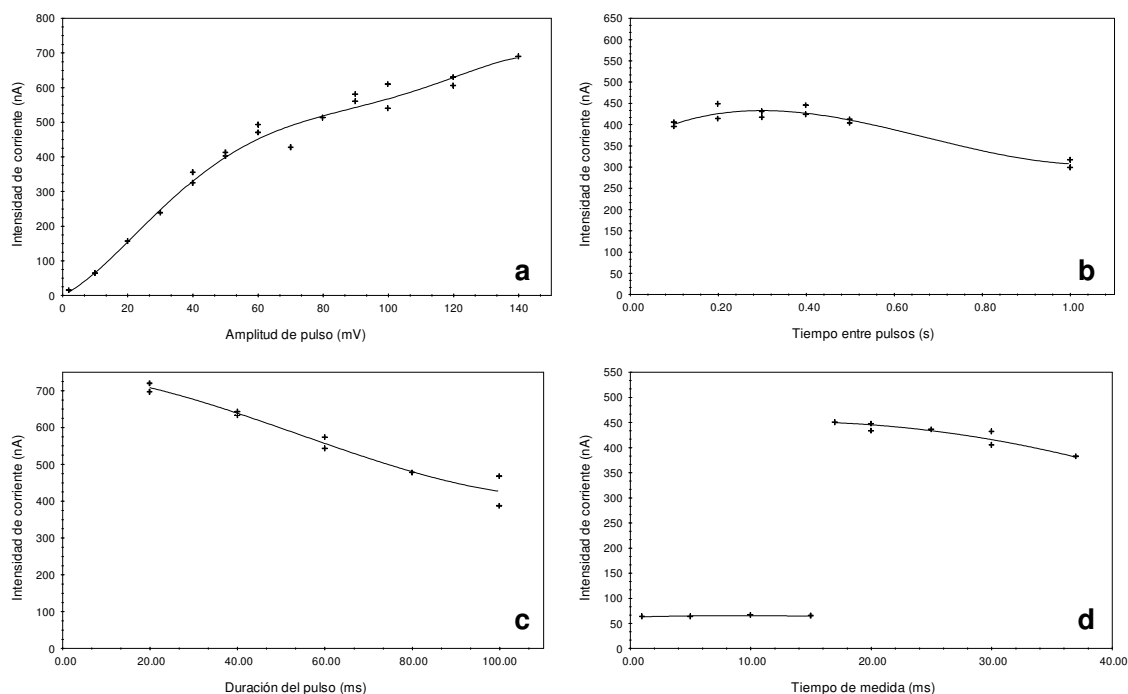 800
700
600
500
400
300
200
100
0
Intensidad de corriente (nA)
0 20 40 60 80 100 120 140
Amplitud de pulso (mV)
a
650
600
550
500
450
400
350
300
250
200
150
100
50
0
Intensidad de corriente (nA)
0.00 0.20 0.40 0.60 0.80 1.00
Tiempo entre pulsos (s)
b
700
600
500
400
300
200
100
0
Intensidad de corriente (nA)
0.00 20.00 40.00 60.00 80.00 100.00
Duración del pulso (ms)
c
550
500
450
400
350
300
250
200
150
100
50
0
Intensidad de corriente (nA)
0.00 10.00 20.00 30.00 40.00
Tiempo de medida (ms)
d